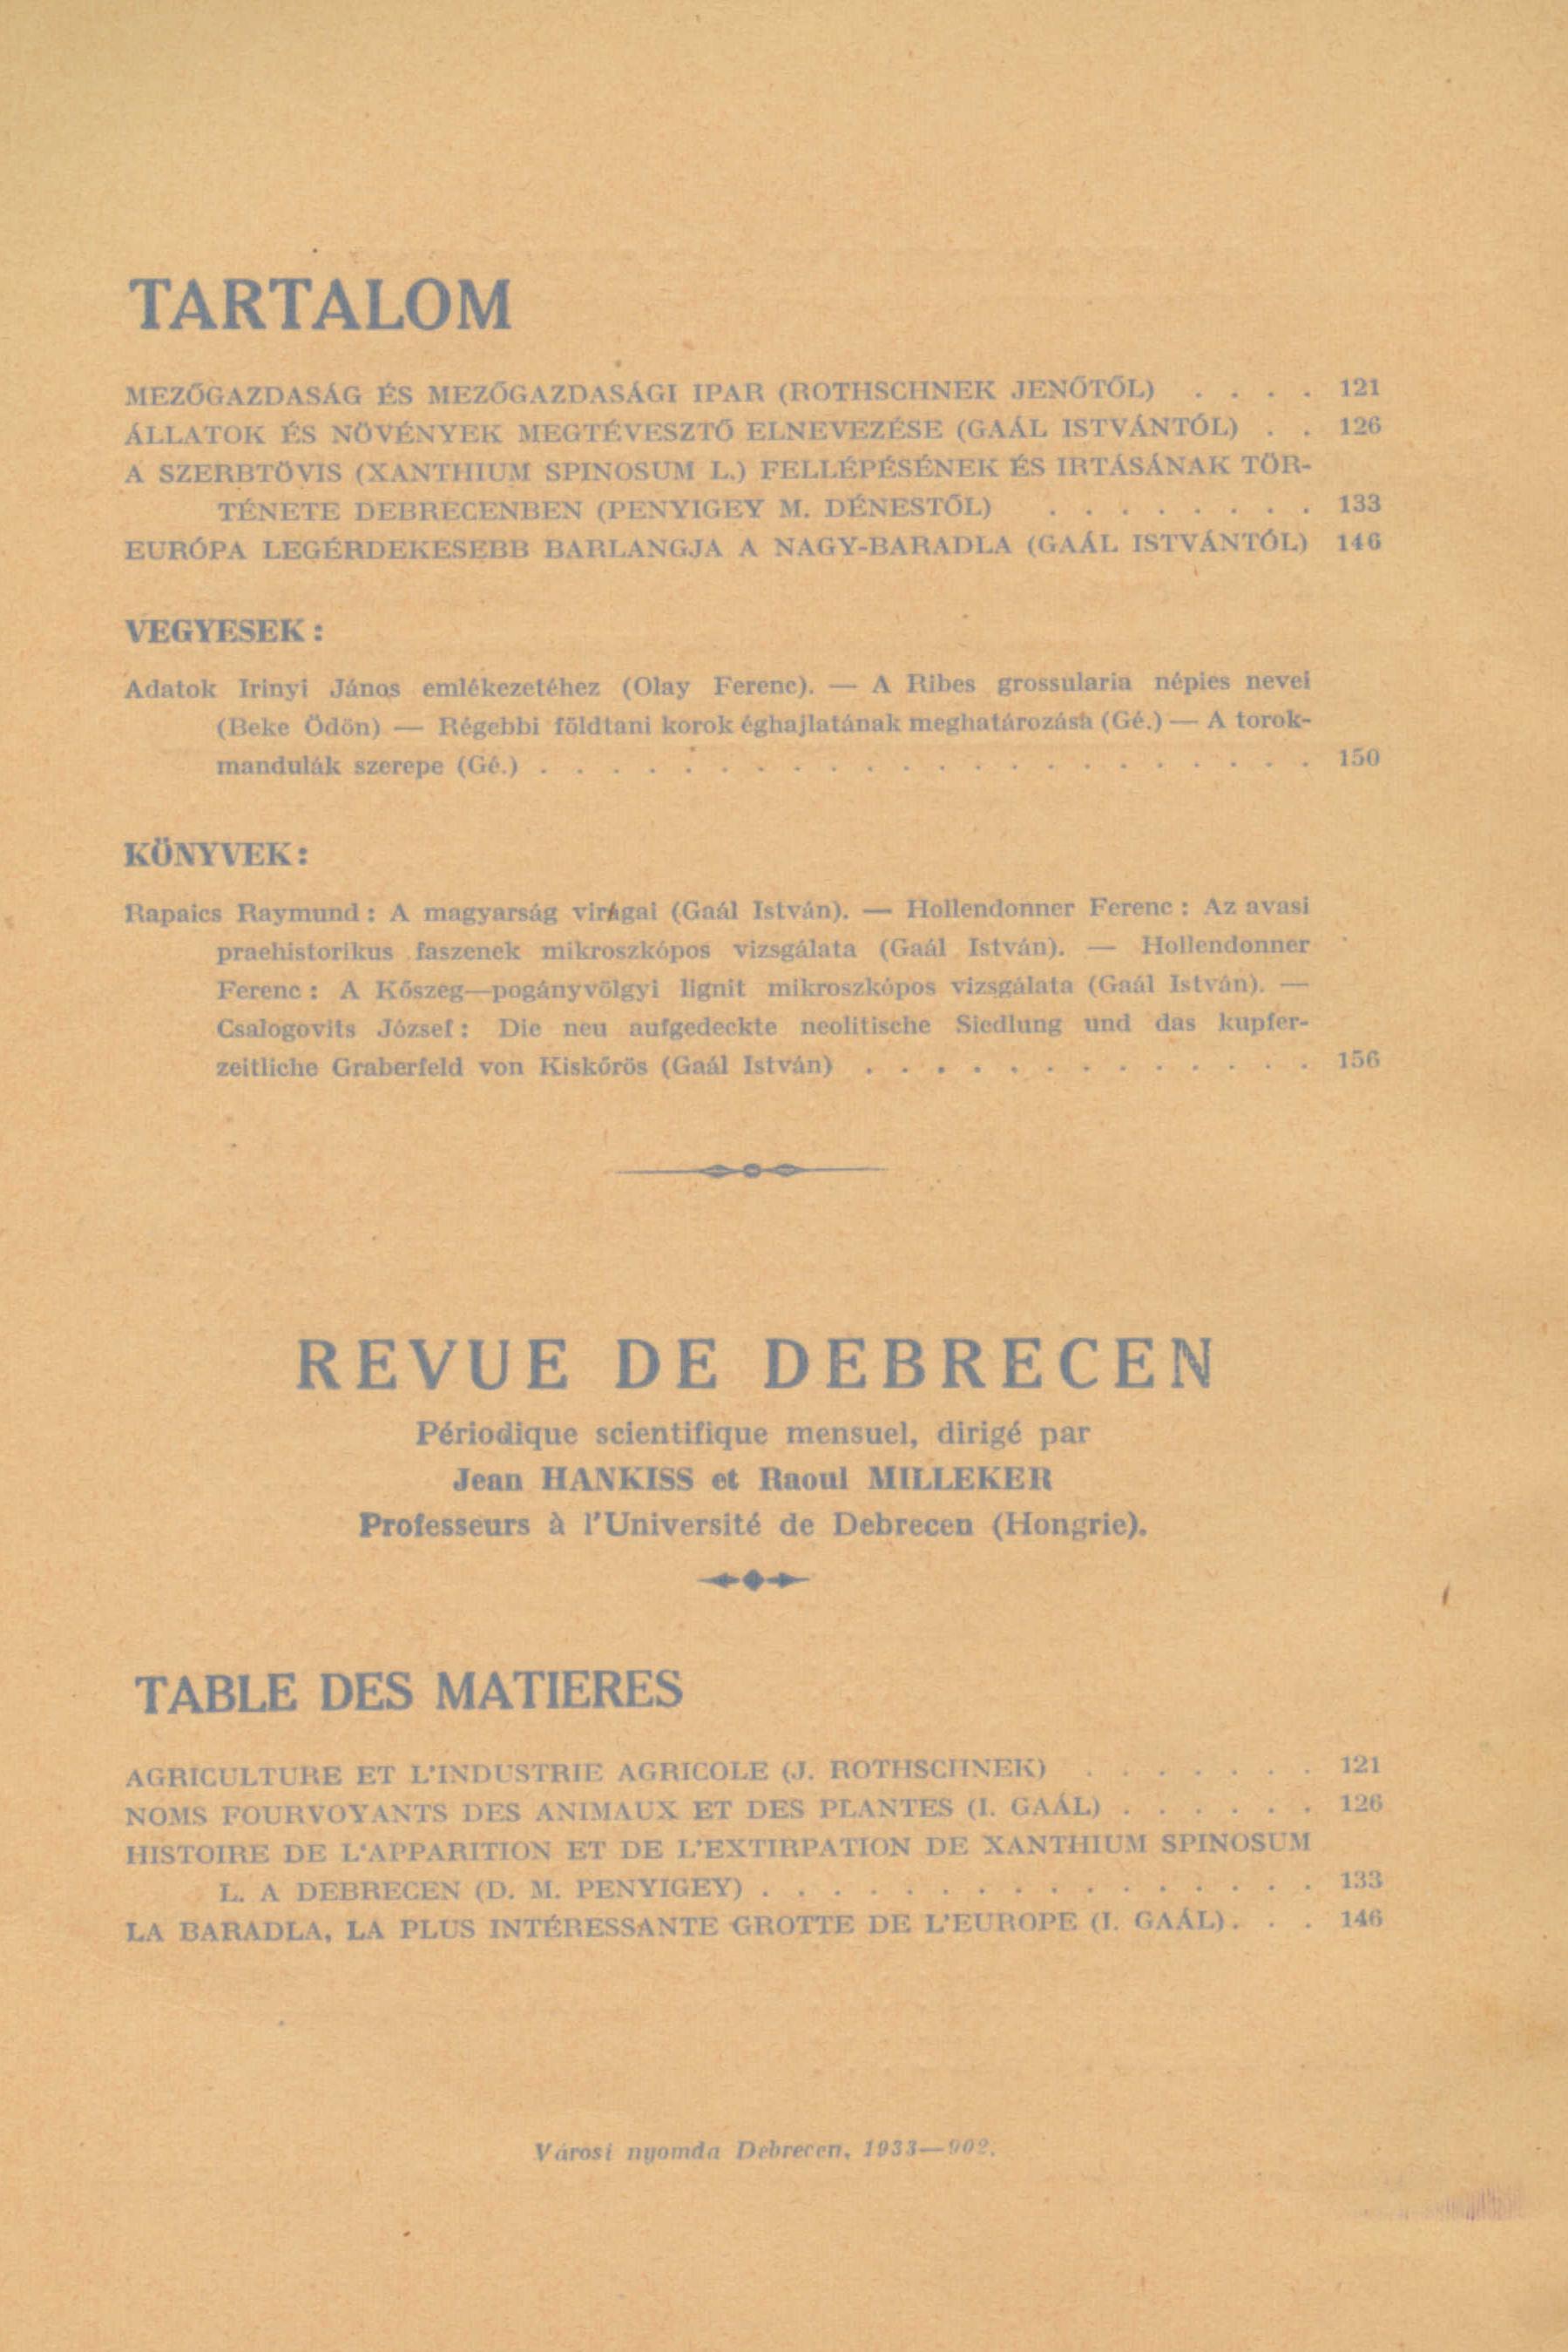 TARTALOM
MEZŐGAZDASÁG ÉS MEZŐGAZDASÁGI IPAR (ROTHSCHNEK JENŐTŐL) . . . . 121
ÁLLATOK ÉS NÖVÉNYEK MEGTÉVESZTŐ ELNEVEZÉSE (GAÁL ISTVÁNTÓL) . . 126
A SZERBTÖVIS (XANTHIUM SPINOSUM L.) FELLÉPÉSÉNEK ÉS IRTÁSÁNAK TÖR-
TÉNETE DEBRECENBEN (PENYIGEY M. DÉNESTŐL) . . . . . . . . 133
EURÓPA LEGÉRDEKESEBB BARLANGJA A NAGY-BARADLA (GAÁL ISTVÁNTÓL) 146
VEGYESEK :
Adatok Irinyi János emlékezetéhez (Olay Ferenc). — A Ribes grossularia népies nevei
(Beke Ödön) — Régebbi földtani korok éghajlatának meghatározása (Gé.) — A torok-
mandulák szerepe (Gé.) . . . . . . . . . . . . . . . . . . . . . . 150
KÖNYVEK :
Rapaics Raymund : A magyarság virágai (Gaál István). — Hollendonner Ferenc : Az avasi
praehistorikus faszenek mikroszkópos vizsgálata (Gaál István). — Hollendonner
Ferenc : A Kőszeg—pogányvölgyi lignit mikroszkópos vizsgálata (Gaál István). —
Csalogovits József : Die neu aufgedeckte neolitische Siedlung und das kupfer-
zeitliche Graberfeld von Kiskőrös (Gaál István) . . . . . . . . . . . . . 156
REVUE DE DEBRECEN
Périodique scientifique mensuel, dirigé par
Jean HANKISS et Raoul MILLEKER
Professeurs à l'Université de Debrecen (Hongrie).
TABLE DES MATIERES
AGRICULTURE ET L'INDUSTRIE AGRICOLE (J. ROTHSCHNEK) . . . . . . . 121
NOMS FOURVOYANTS DES ANIMAUX ET DES PLANTES (I. GAÁL) . . . . . . 126
HISTOIRE DE L'APPARITION ET DE L'EXTIRPATION DE XANTHIUM SPINOSUM
L. A DEBRECEN (D. M. PENYIGEY) . . . . . . . . . . . . . . . . 133
LA BARADLA, LA PLUS INTÉRESSANTE GROTTE DE L'EUROPE (I. GAÁL). . . 146
Városi nyomda Debrecen, 1933—902.